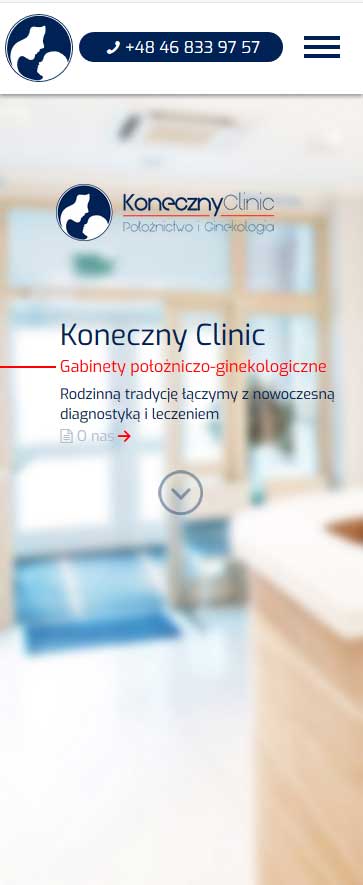 +48 46 833 97 57
KonecznyClinic
Położnictwo i Ginekologia
Koneczny Clinic
Gabinety położniczo-ginekologiczne
Rodzinną tradycję łączymy z nowoczesną
diagnostyką i leczeniem
O nas